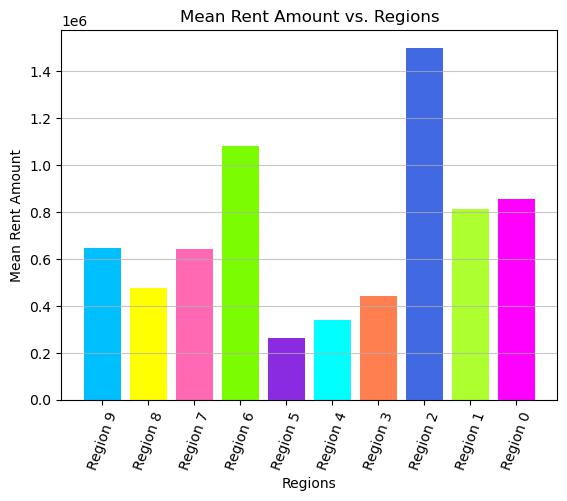 Mean Rent Amount vs. Regions
1e6
1.4
1.2
1.0
0.8
0.6
0.4
0.2
0.0
Mean Rent Amount
Region 9
Region 8
Region 7
Region 6
Region 5
Region 4
Region 3
Region 2
Region 1
Region 0
Regions